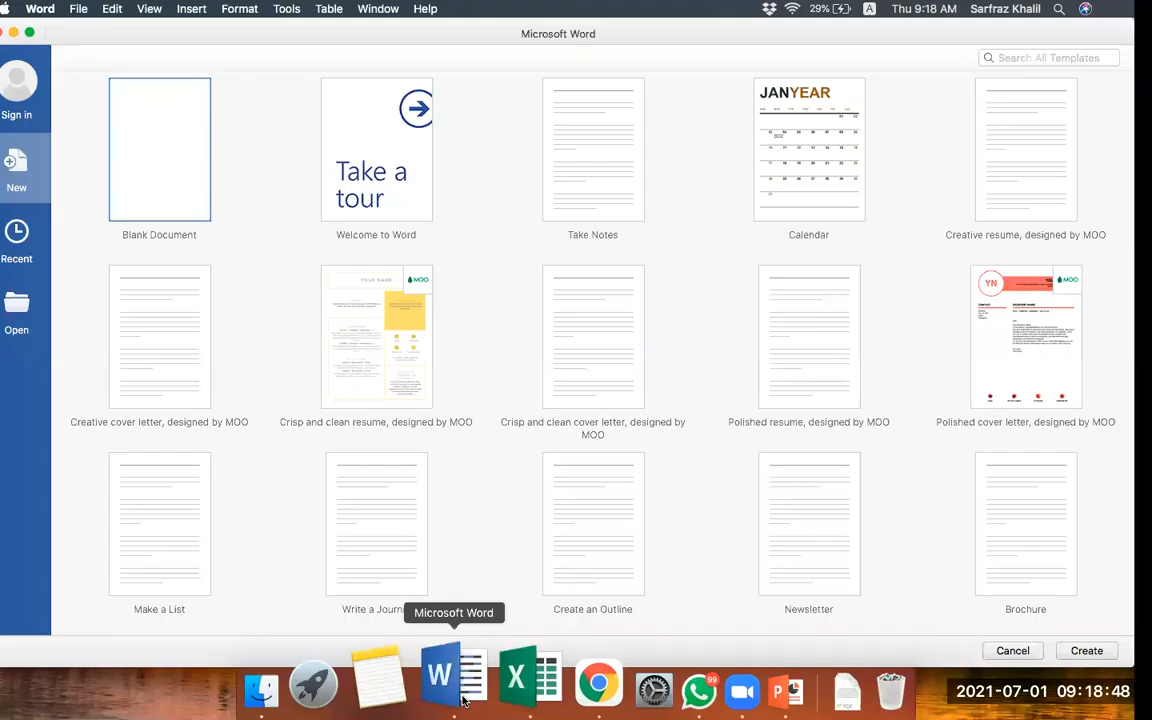 Word File Edit View Insert Format Tools Table Window Help 29% A Thu 9:18 AM Sarfraz Khalil
Microsoft Word
Search All Templates
Sign in
New
Recent
Open
Take a
tour
JANYEAR
Blank Document Welcome to Word Take Notes Calendar Creative resume, designed by MOO
YOUR NAME MOO
YN MOO
Creative cover letter, designed by MOO Crisp and clean resume, designed by MOO Crisp and clean cover letter, designed by MOO Polished resume, designed by MOO Polished cover letter, designed by MOO
Make a List Write a Journ Create an Outline Newsletter Brochure
Microsoft Word
Cancel Create
W X 99 P
2021-07-01 09:18:48